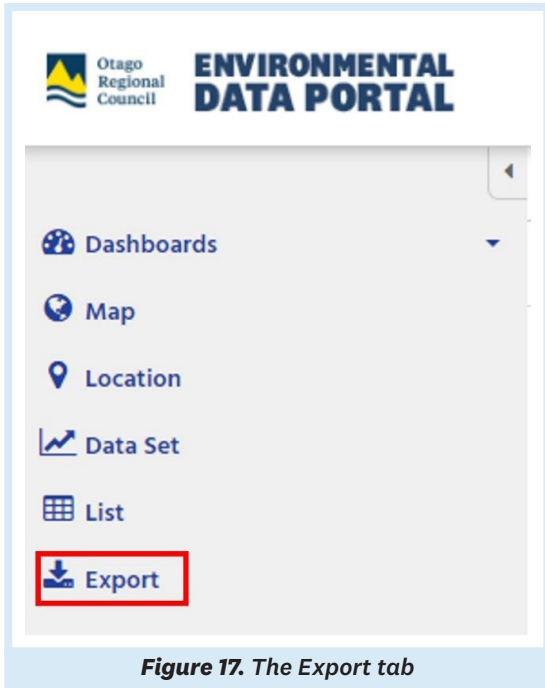 Otago
Regional
Council
ENVIRONMENTAL
DATA PORTAL
Dashboards
Map
Location
Data Set
List
Export
Figure 17. The Export tab